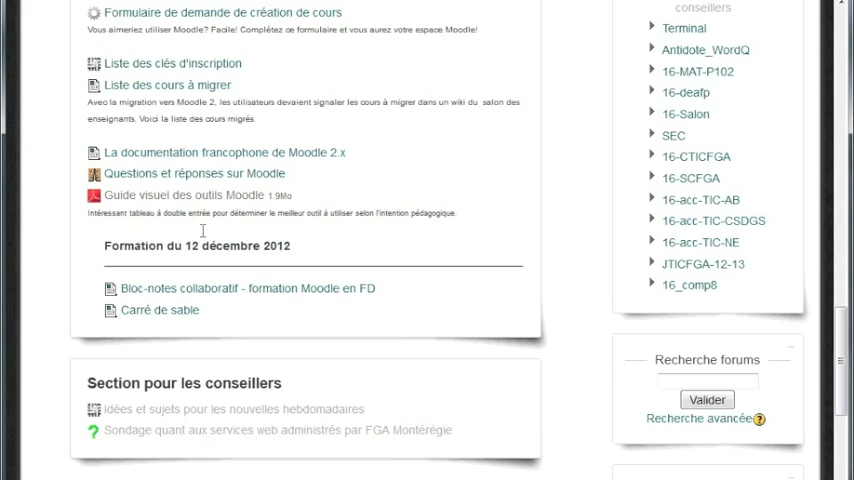 Formulaire de demande de création de cours
Vous aimeriez utiliser Moodle? Facile! Complétez ce formulaire et vous aurez votre espace Moodle!
Liste des clés d'inscription
Liste des cours à migrer
Avec la migration vers Moodle 2, les utilisateurs devaient signaler les cours à migrer dans un wiki du salon des
enseignants. Voici la liste des cours migrés.
La documentation francophone de Moodle 2.x
Questions et réponses sur Moodle
Guide visuel des outils Moodle 1.9Mo
Intéressant tableau à double entrée pour déterminer le meilleur outil à utiliser selon l'intention pédagogique.
Formation du 12 décembre 2012
Bloc-notes collaboratif - formation Moodle en FD
Carré de sable
Section pour les conseillers
Idées et sujets pour les nouvelles hebdomadaires
Sondage quant aux services web administrés par FGA Montérégie
conseillers
Terminal
Antidote_WordQ
16-MAT-P102
16-deafp
16-Salon
SEC
16-CTICFGA
16-SCFGA
16-acc-TIC-AB
16-acc-TIC-CSDGS
16-acc-TIC-NE
JTICFGA-12-13
16_comp8
Recherche forums
Valider
Recherche avancée